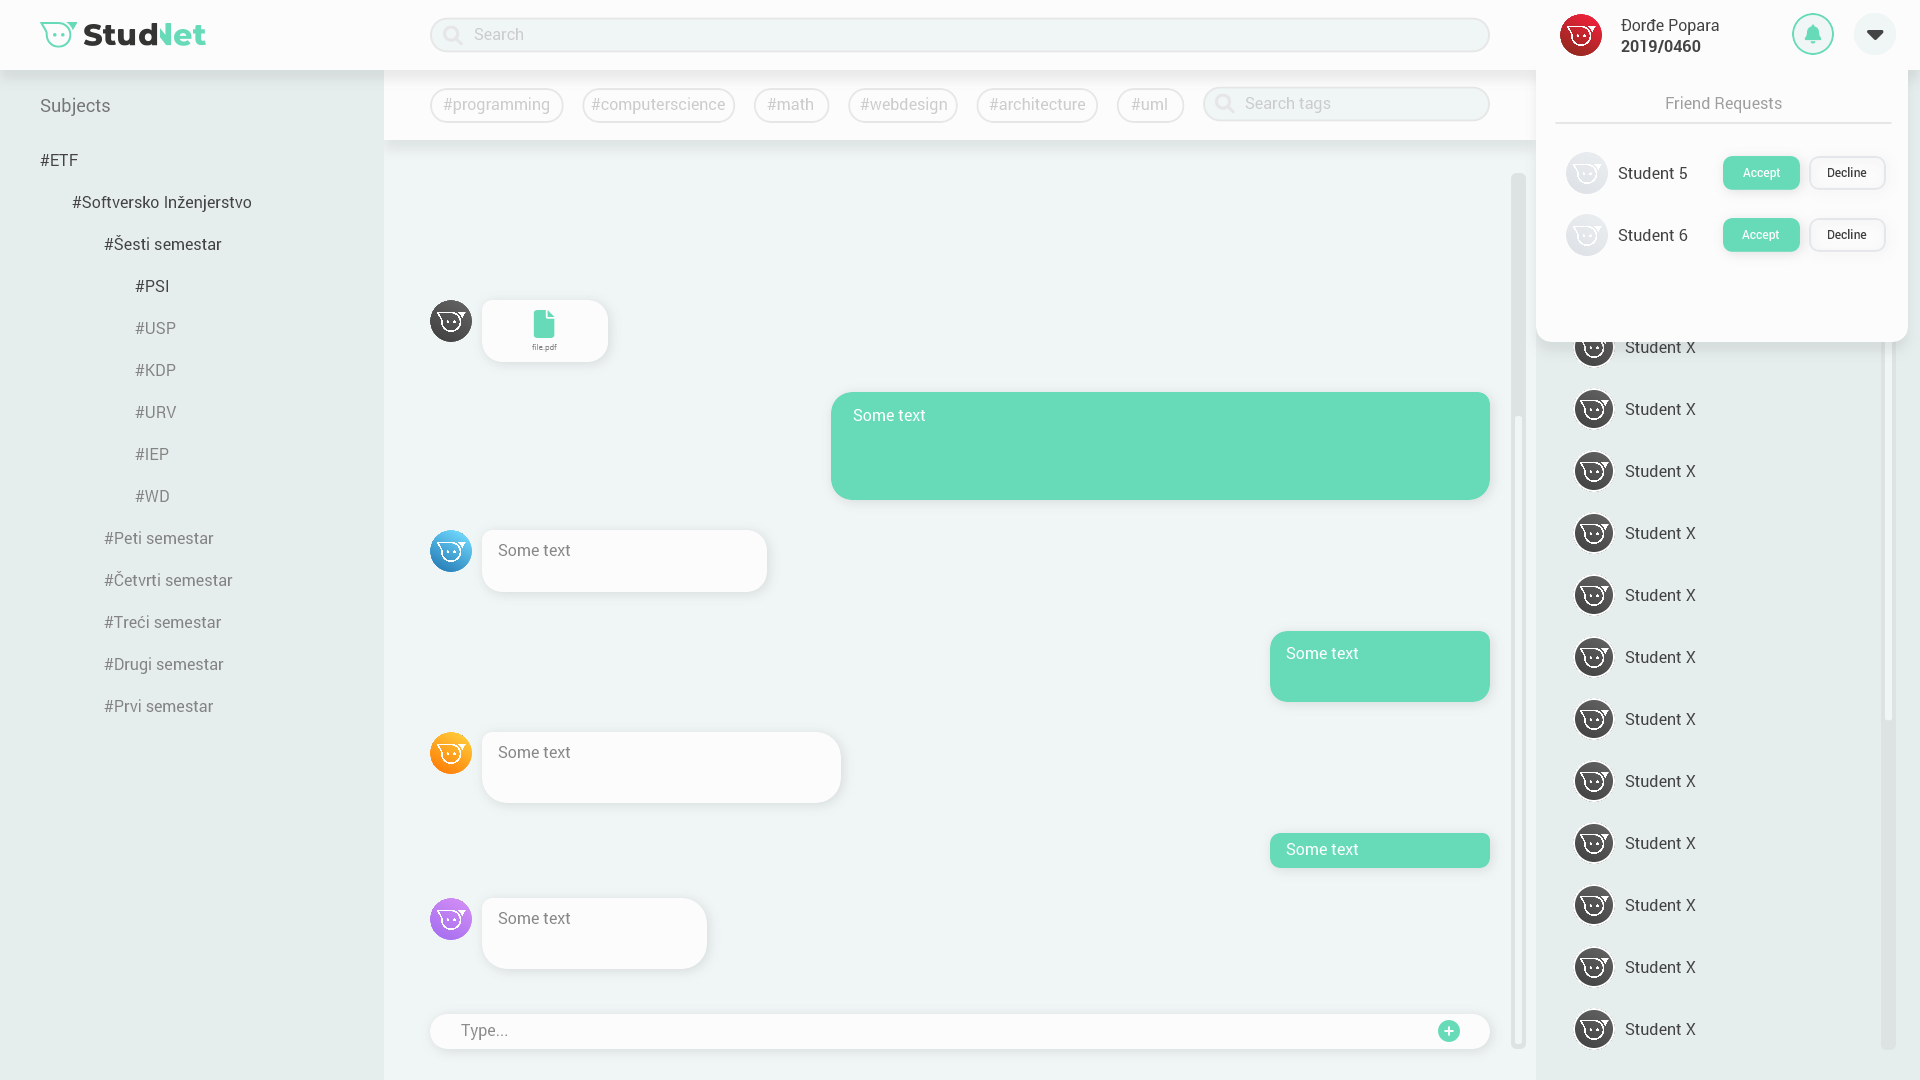 StudNet
Search
Đorđe Popara
2019/0460
Subjects
#ETF
#Softversko Inženjerstvo
#Šesti semestar
#PSI
#USP
#KDP
#URV
#IEP
#WD
#Peti semestar
#Četvrti semestar
#Treći semestar
#Drugi semestar
#Prvi semestar
#programming
#computerscience
#math
#webdesign
#architecture
#uml
Search tags
file.pdf
Some text
Some text
Some text
Some text
Some text
Some text
Type...
Friend Requests
Student 5
Accept
Decline
Student 6
Accept
Decline
Student X
Student X
Student X
Student X
Student X
Student X
Student X
Student X
Student X
Student X
Student X
Student X